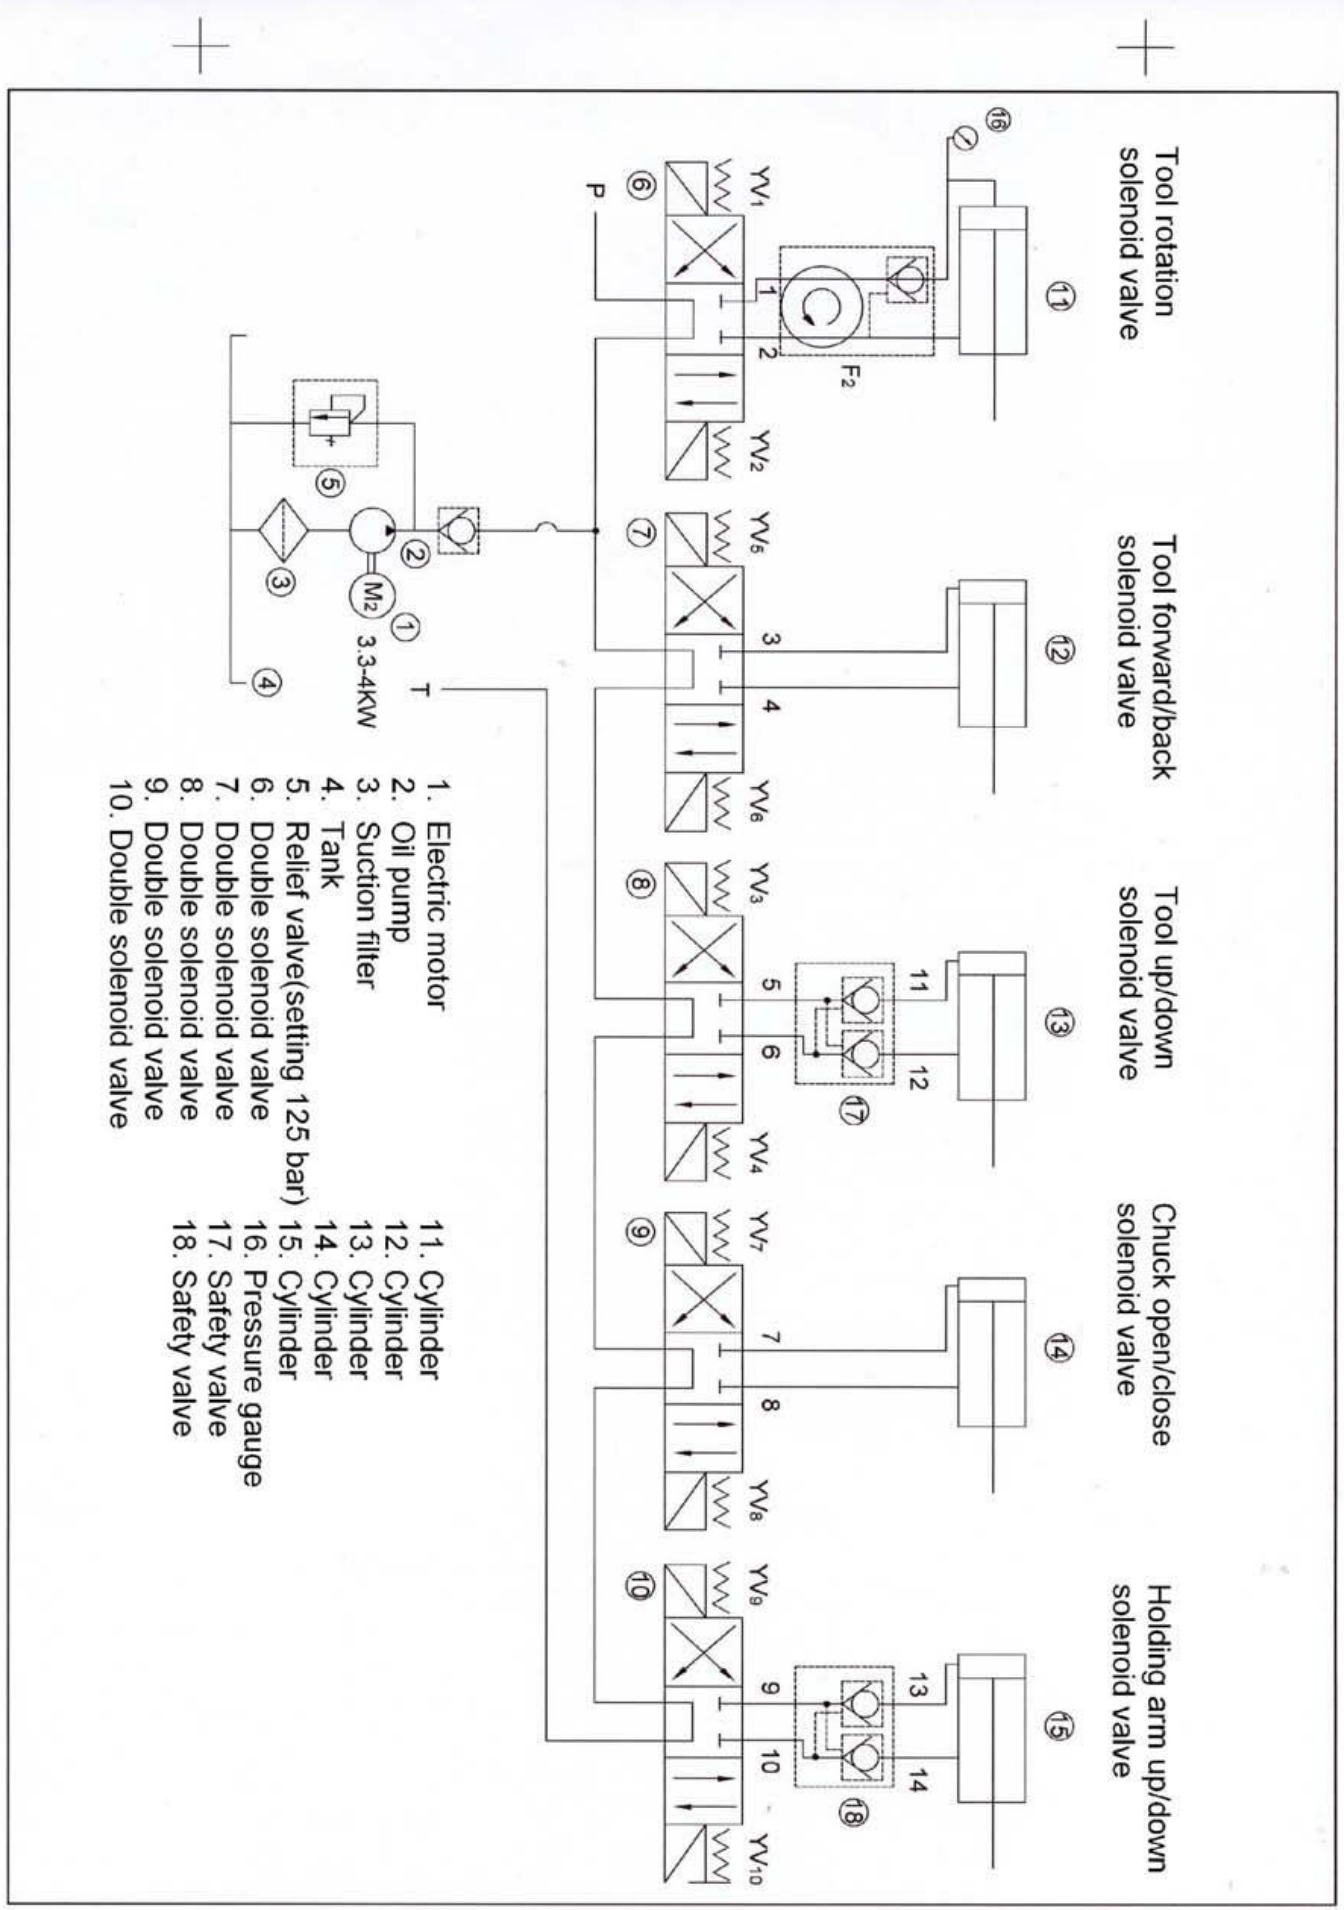 Tool rotation
solenoid valve
Tool forward/back
solenoid valve
Tool up/down
solenoid valve
Chuck open/close
solenoid valve
Holding arm up/down
solenoid valve
16
11
12
13
14
15
F2
11
12
17
13
14
18
YV1
1
2
YV2
YV5
3
4
YV6
YV3
5
6
YV4
YV7
7
8
YV8
YV9
9
10
YV10
6
7
8
9
10
P
T
2
1
M2
3.3-4KW
5
3
4
1. Electric motor
2. Oil pump
3. Suction filter
4. Tank
5. Relief valve(setting 125 bar)
6. Double solenoid valve
7. Double solenoid valve
8. Double solenoid valve
9. Double solenoid valve
10. Double solenoid valve
11. Cylinder
12. Cylinder
13. Cylinder
14. Cylinder
15. Cylinder
16. Pressure gauge
17. Safety valve
18. Safety valve